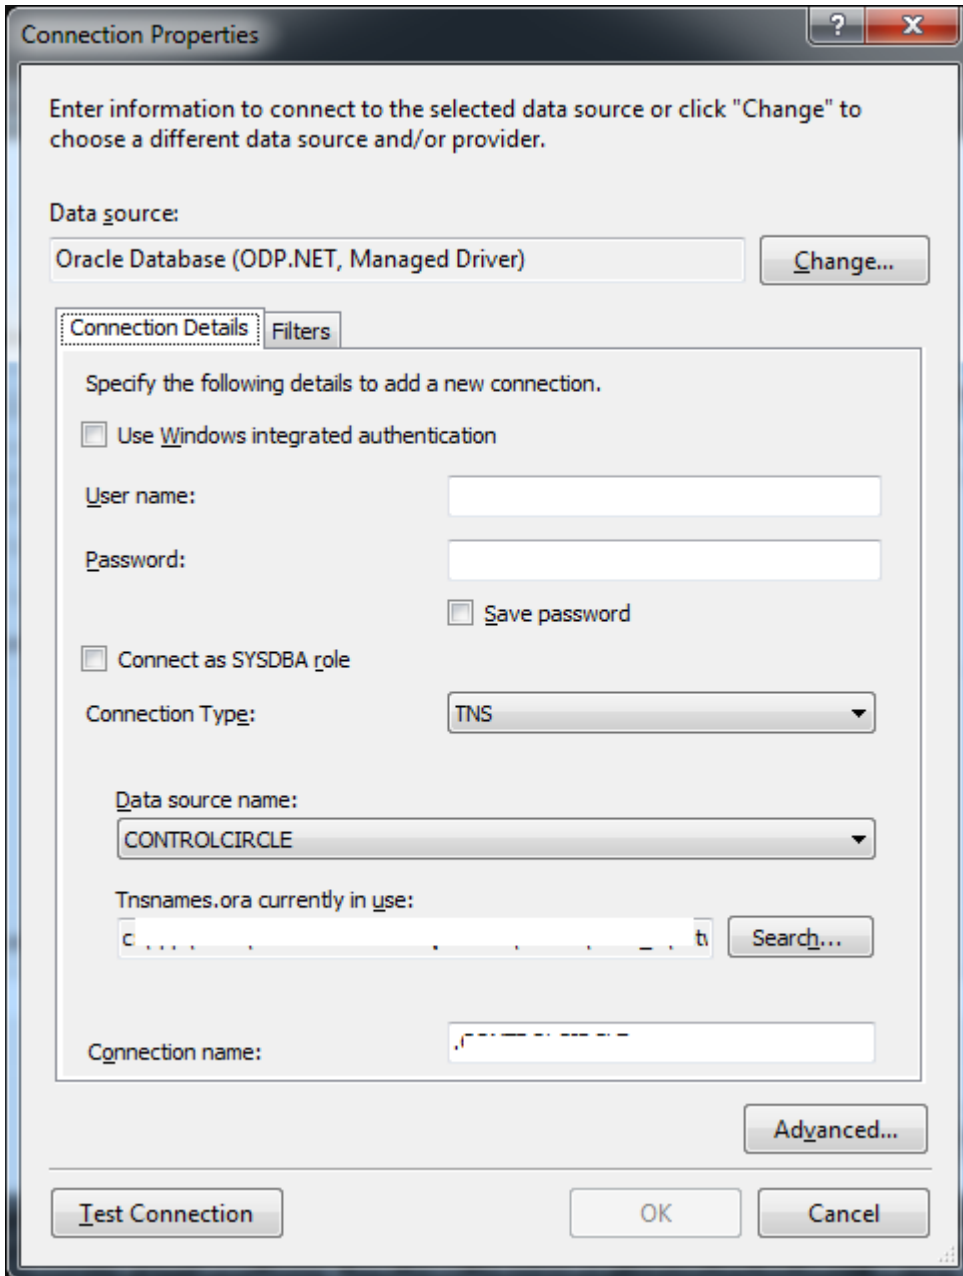 Connection Properties
?
X
Enter information to connect to the selected data source or click "Change" to
choose a different data source and/or provider.
Data source:
Oracle Database (ODP.NET, Managed Driver)
Change...
Connection Details
Filters
Specify the following details to add a new connection.
Use Windows integrated authentication
User name:
Password:
Save password
Connect as SYSDBA role
Connection Type:
TNS
Data source name:
CONTROLCIRCLE
Tnsnames.ora currently in use:
Search...
Connection name:
Advanced...
Test Connection
OK
Cancel